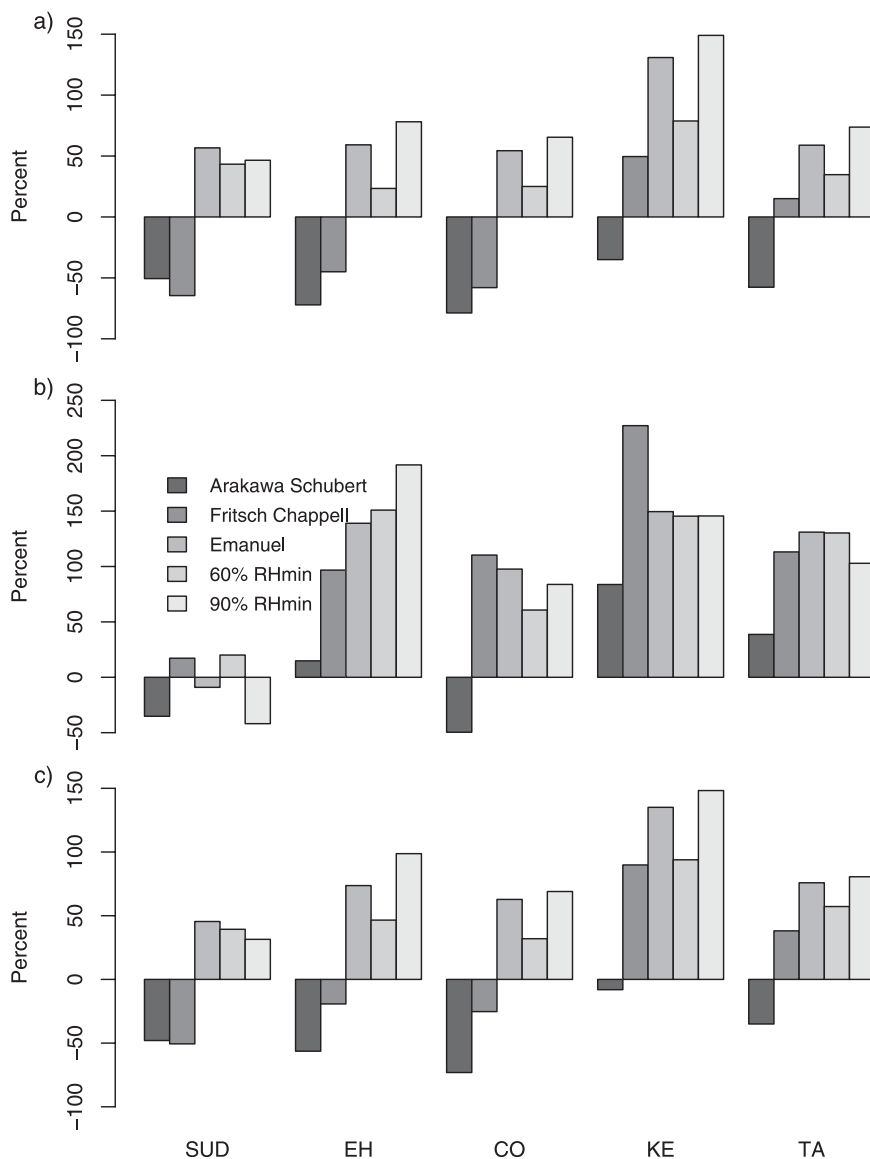 a)
150
100
50
0
−50
−100
Percent
b)
250
200
150
100
50
0
−50
Percent
Arakawa Schubert
Fritsch Chappell
Emanuel
60% RHmin
90% RHmin
c)
150
100
50
0
−50
−100
Percent
SUD EH CO KE TA